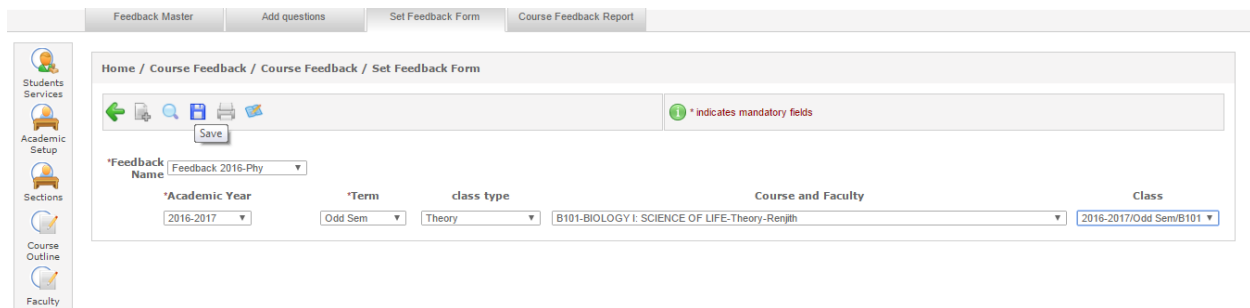 Feedback Master Add questions Set Feedback Form Course Feedback Report
Students
Services
Academic
Setup
Sections
Course
Outline
Faculty
Home / Course Feedback / Course Feedback / Set Feedback Form
Save
* indicates mandatory fields
*Feedback
Name Feedback 2016-Phy
*Academic Year *Term class type Course and Faculty Class
2016-2017 Odd Sem Theory B101-BIOLOGY I: SCIENCE OF LIFE-Theory-Renjith 2016-2017/Odd Sem/B101